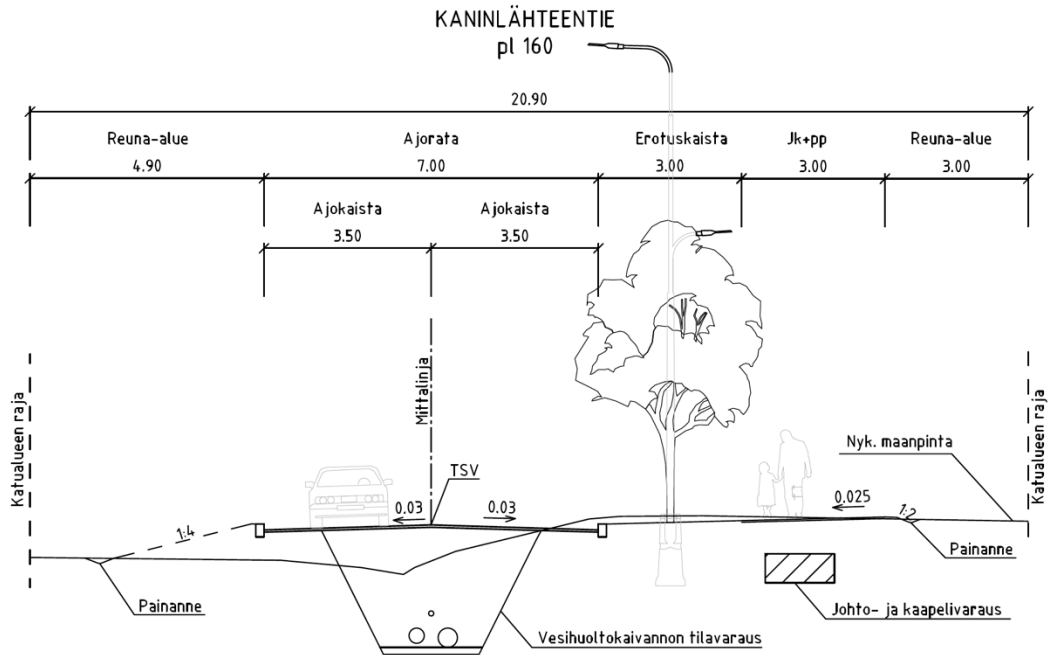 KANINLÄHTEENTIE
pl 160
20.90
Reuna-alue Ajorata Erotuskaista Jk+pp Reuna-alue
4.90 7.00 3.00 3.00 3.00
Ajokaista Ajokaista
3.50 3.50
Katualueen raja
Mittalinja
Katualueen raja
Nyk. maanpinta
TSV
0.03 0.03
0.025
1:4
1:2
Painanne
Painanne
Johto- ja kaapelivaraus
Vesihuoltokaivannon tilavaraus